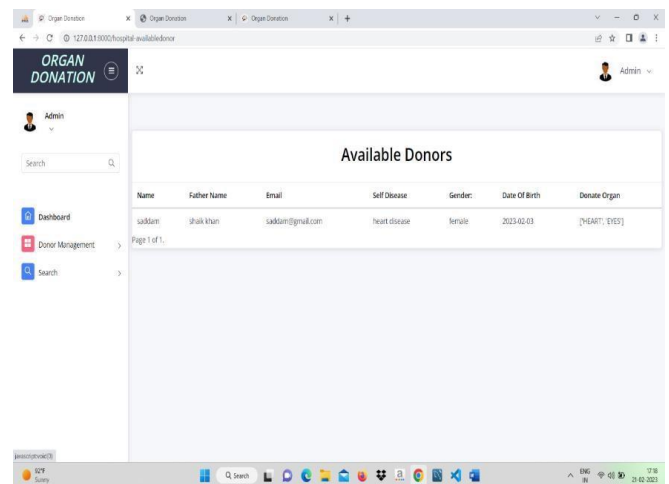 Organ Donation × Organ Donation × Organ Donation × +
127.0.0.1:8000/hospital-availabledonor
ORGAN
DONATION
Admin
Admin
Search
Available Donors
Name Father Name Email Self Disease Gender: Date Of Birth Donate Organ
saddam shaik khan saddam@gmail.com heart disease female 2023-02-03 ['HEART', 'EYES']
Page 1 of 1.
Dashboard
Donor Management
Search
92°F
Sunny
Search
ENG
IN
17:18
21-02-2023